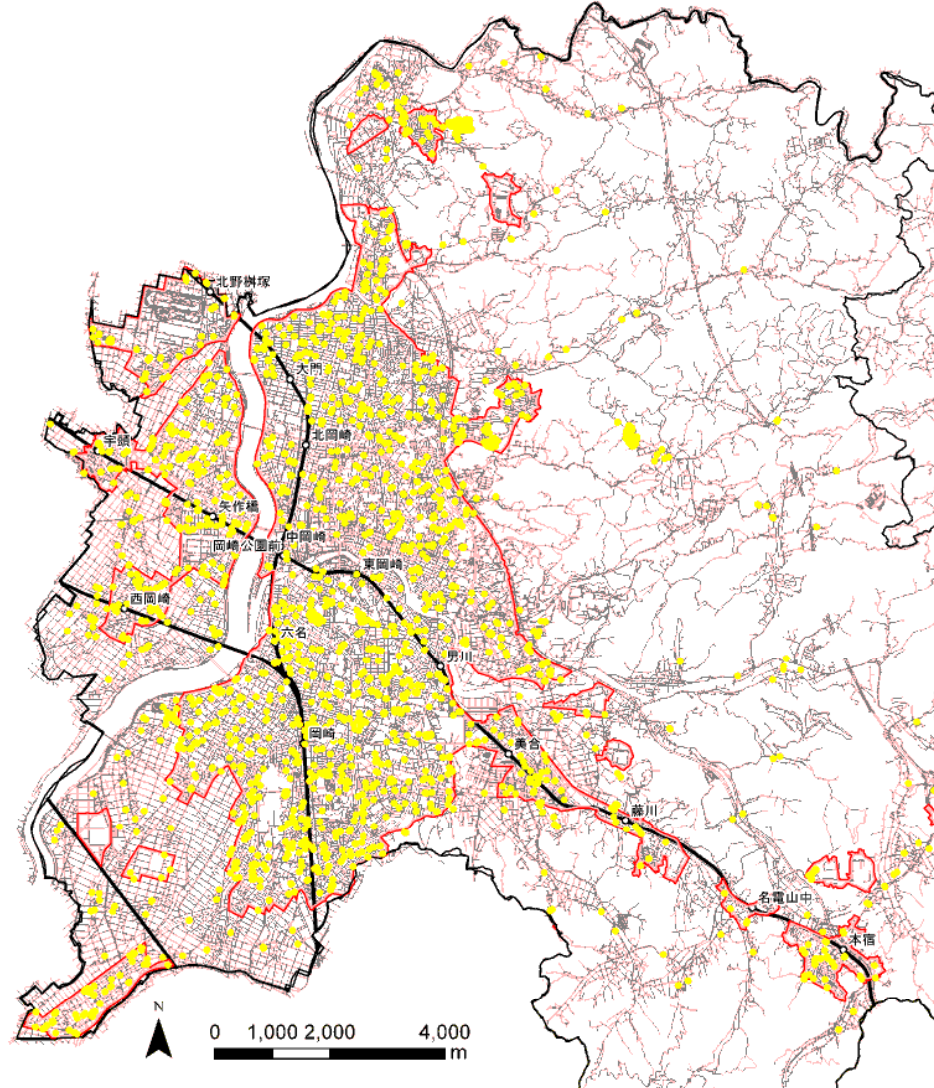 北野桝塚
大門
北岡崎
宇頭
矢作橋
中岡崎
岡崎公園前
東岡崎
西岡崎
六名
男川
岡崎
美合
藤川
名電山中
本宿
N
0 1,000 2,000 4,000
m